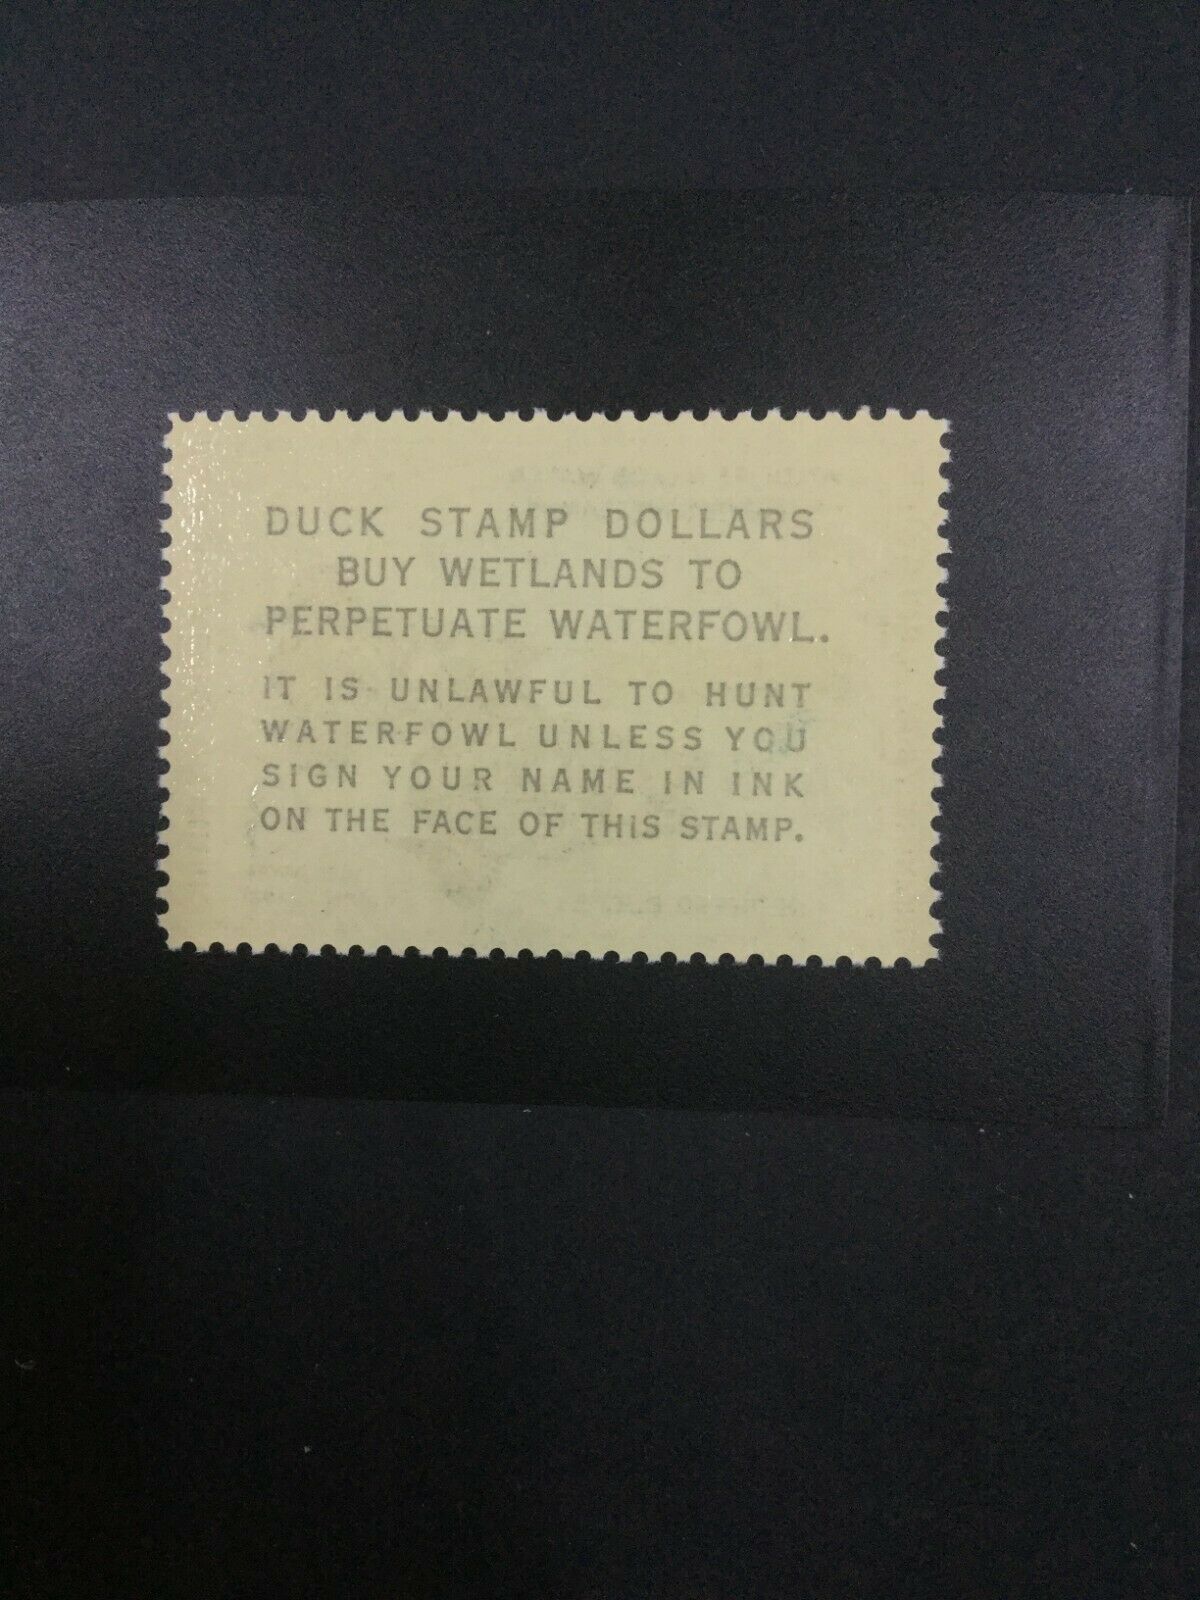 DUCK STAMP DOLLARS
BUY WETLANDS TO
PERPETUATE WATERFOWL.
IT IS UNLAWFUL TO HUNT
WATERFOWL UNLESS YOU
SIGN YOUR NAME IN INK
ON THE FACE OF THIS STAMP.